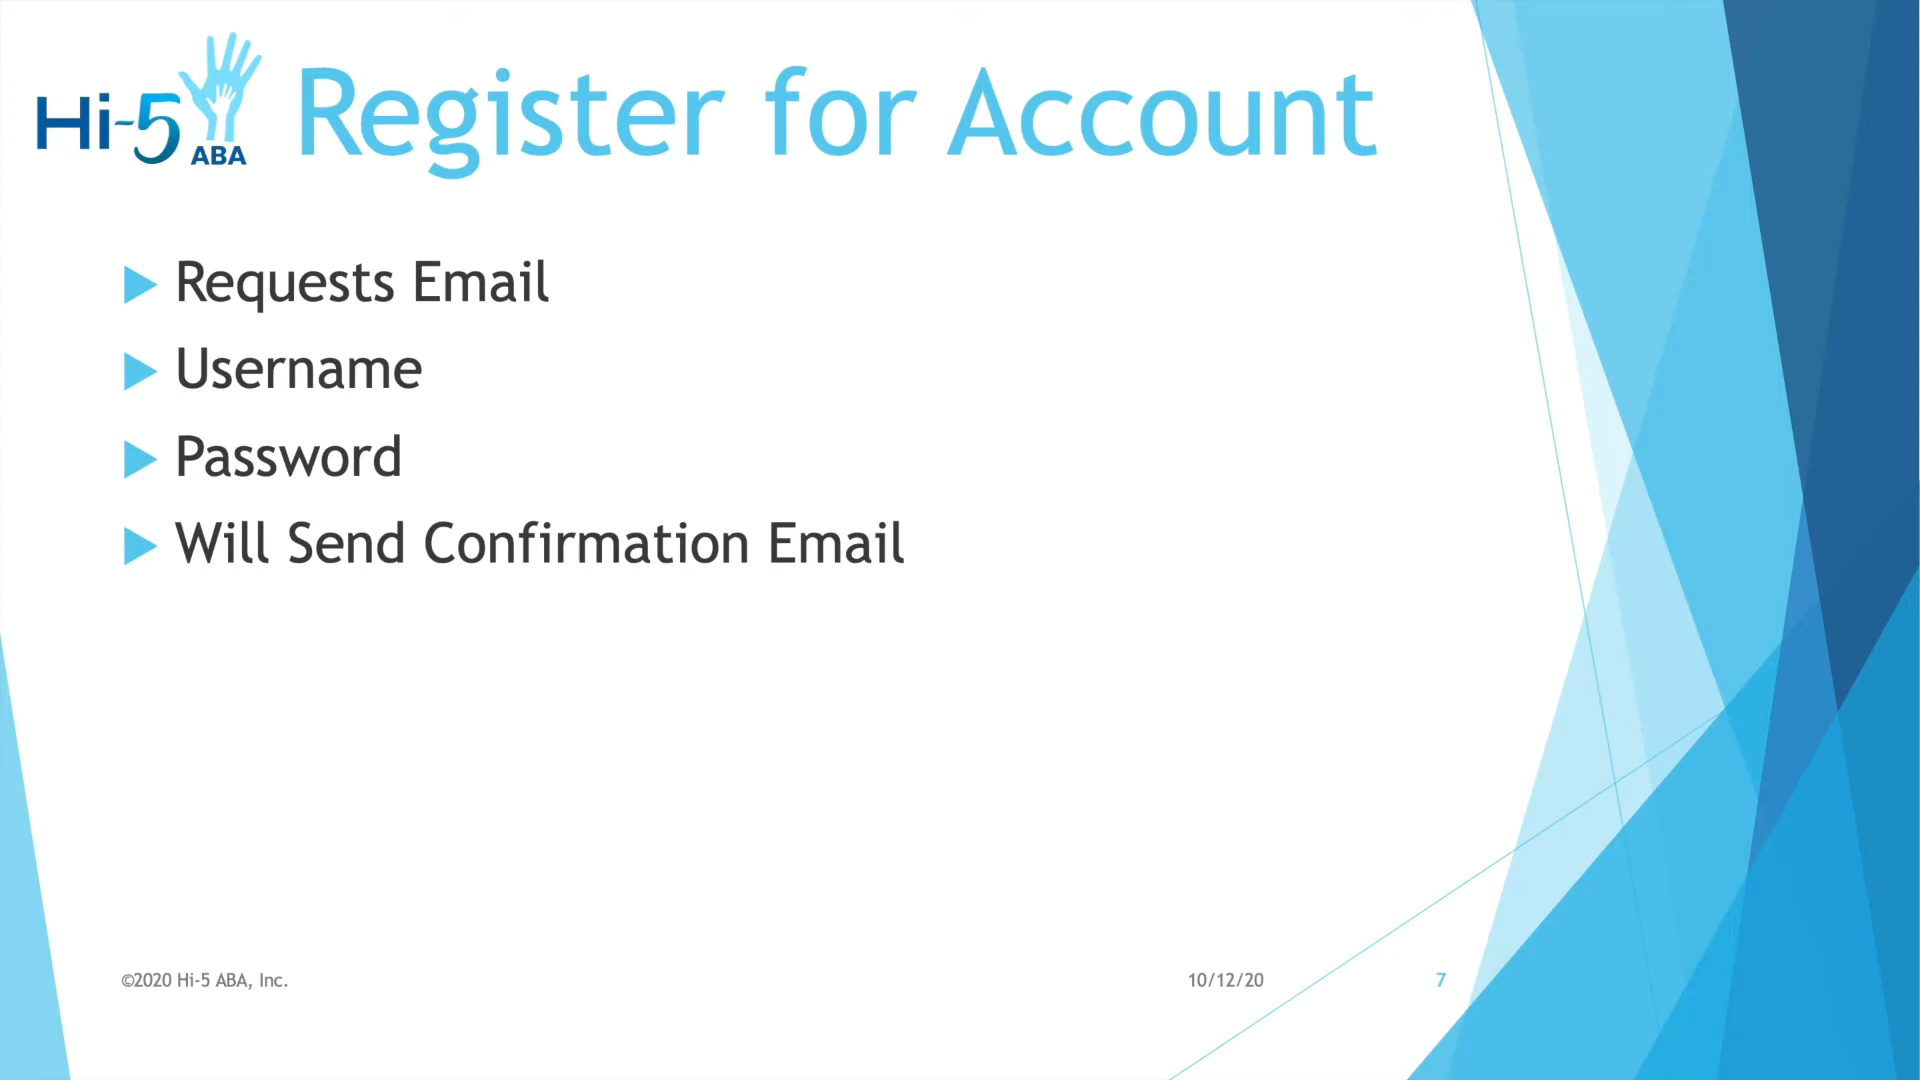 Hi-5 ABA
Register for Account
Requests Email
Username
Password
Will Send Confirmation Email
©2020 Hi-5 ABA, Inc.
10/12/20
7